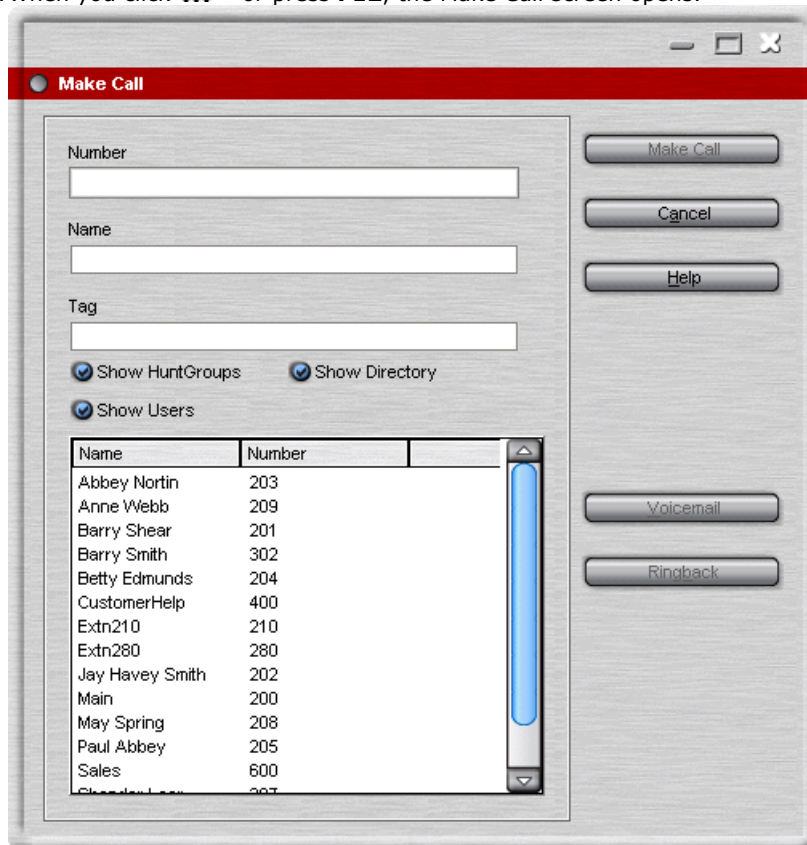 Make Call
Number
Name
Tag
Show HuntGroups Show Directory
Show Users
Name Number
Abbey Nortin 203
Anne Webb 209
Barry Shear 201
Barry Smith 302
Betty Edmunds 204
CustomerHelp 400
Extn210 210
Extn280 280
Jay Havey Smith 202
Main 200
May Spring 208
Paul Abbey 205
Sales 600
Make Call
Cancel
Help
Voicemail
Ringback